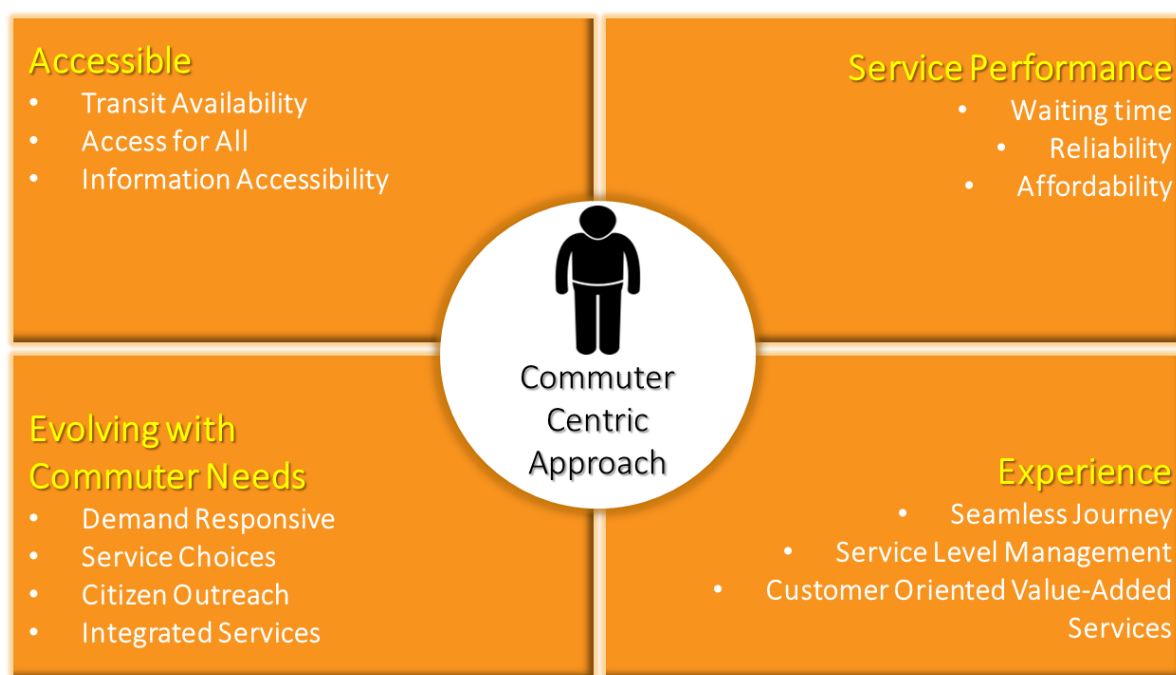 Accessible
• Transit Availability
• Access for All
• Information Accessibility
Service Performance
• Waiting time
• Reliability
• Affordability
Commuter
Centric
Approach
Evolving with
Commuter Needs
• Demand Responsive
• Service Choices
• Citizen Outreach
• Integrated Services
Experience
• Seamless Journey
• Service Level Management
• Customer Oriented Value-Added
Services